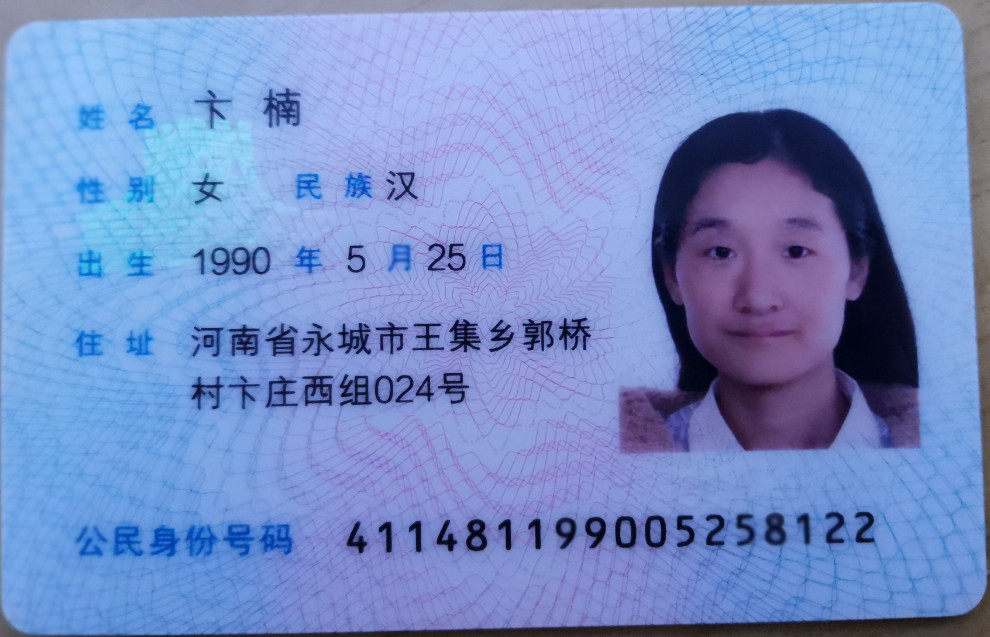 姓名 卞楠
性别 女 民族 汉
出生 1990 年 5 月 25 日
住址 河南省永城市王集乡郭桥
村卞庄西组024号
公民身份号码 411481199005258122